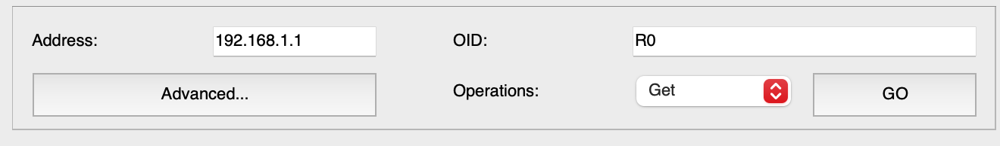 Address: 192.168.1.1 OID: R0
Advanced... Operations: Get GO